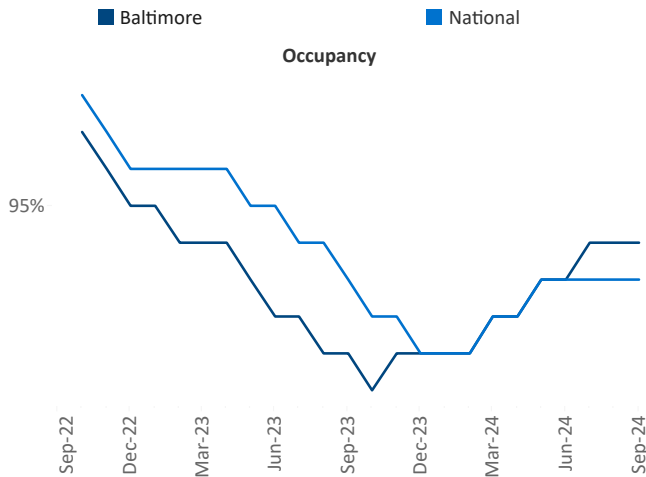 Baltimore National
Occupancy
95%
Sep-22 Dec-22 Mar-23 Jun-23 Sep-23 Dec-23 Mar-24 Jun-24 Sep-24